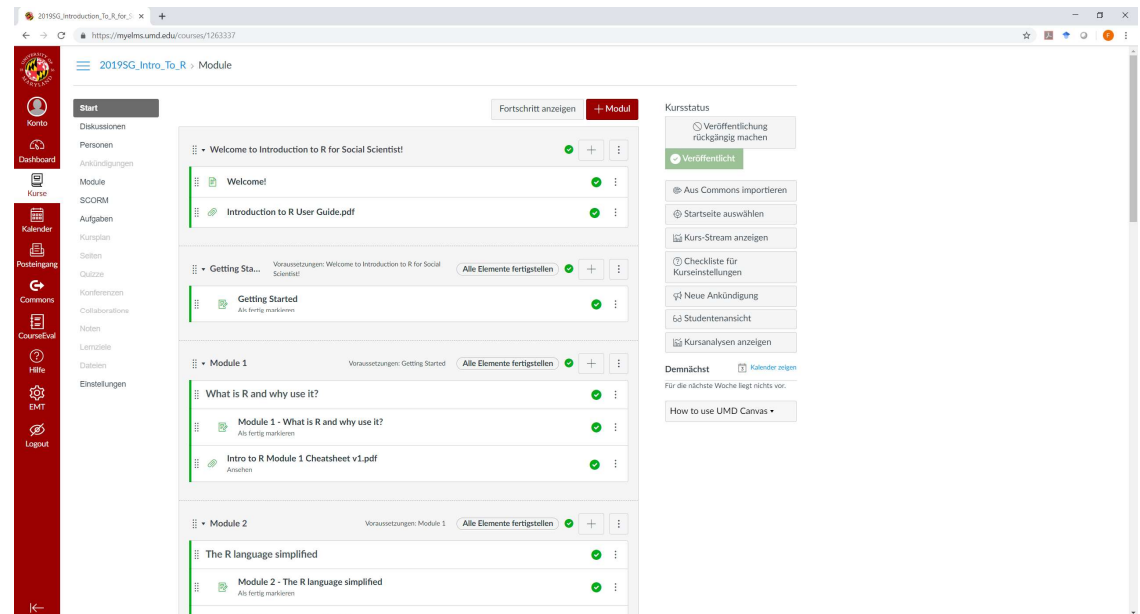 2019SG_Introduction_To_R_for_S
https://myelms.umd.edu/courses/1263337
UNIVERSITY OF
MARYLAND
2019SG_Intro_To_R › Module
Konto
Dashboard
Kurse
Kalender
Posteingang
Commons
CourseEval
Hilfe
EMT
Logout
Start
Diskussionen
Personen
Ankündigungen
Module
SCORM
Aufgaben
Kursplan
Seiten
Quizze
Konferenzen
Collaborations
Noten
Lernziele
Dateien
Einstellungen
Fortschritt anzeigen
+ Modul
Welcome to Introduction to R for Social Scientist!
Welcome!
Introduction to R User Guide.pdf
Getting Sta...
Voraussetzungen: Welcome to Introduction to R for Social
Scientist!
Alle Elemente fertigstellen
Getting Started
Als fertig markieren
Module 1
Voraussetzungen: Getting Started
Alle Elemente fertigstellen
What is R and why use it?
Module 1 - What is R and why use it?
Als fertig markieren
Intro to R Module 1 Cheatsheet v1.pdf
Ansehen
Module 2
Voraussetzungen: Module 1
Alle Elemente fertigstellen
The R language simplified
Module 2 - The R language simplified
Als fertig markieren
Kursstatus
Veröffentlichung
rückgängig machen
Veröffentlicht
Aus Commons importieren
Startseite auswählen
Kurs-Stream anzeigen
Checkliste für
Kurseinstellungen
Neue Ankündigung
Studentenansicht
Kursanalysen anzeigen
Demnächst
Kalender zeigen
Für die nächste Woche liegt nichts vor.
How to use UMD Canvas